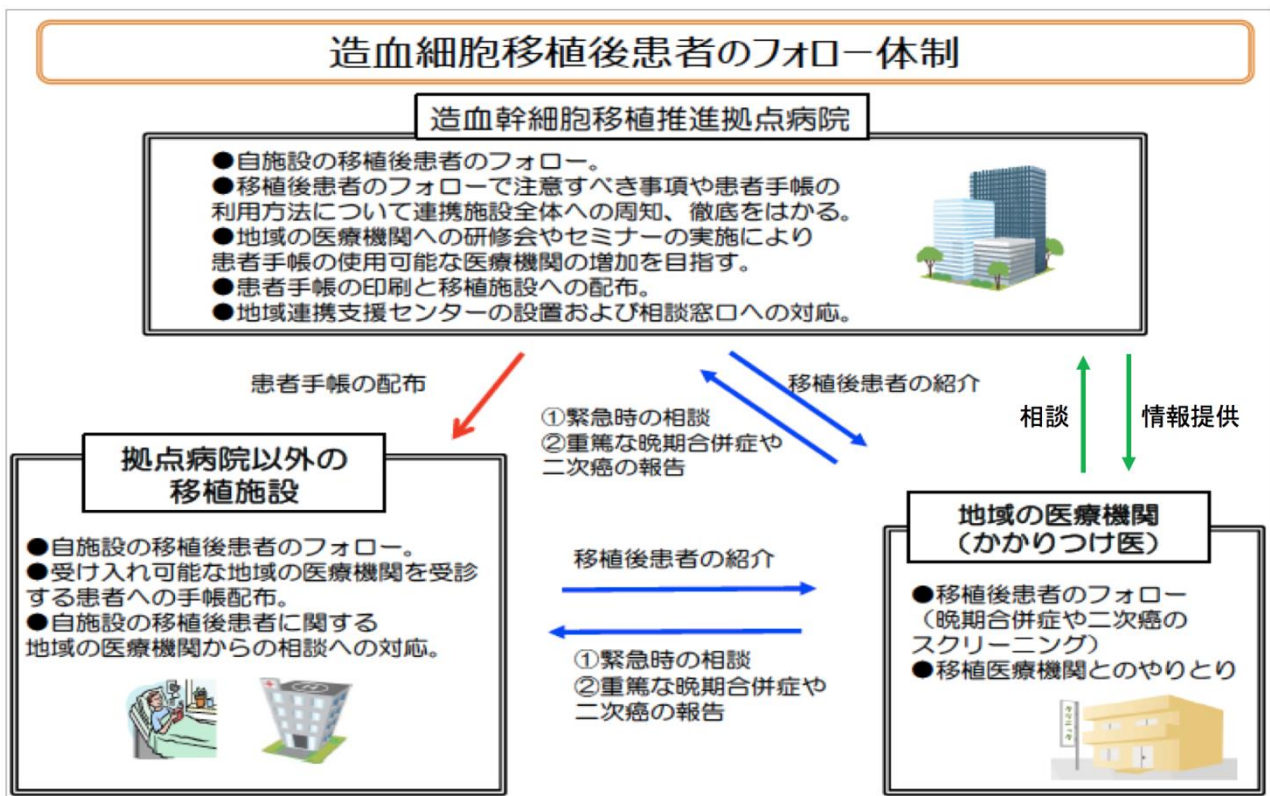 造血細胞移植後患者のフォロー体制
造血幹細胞移植推進拠点病院
●自施設の移植後患者のフォロー。
●移植後患者のフォローで注意すべき事項や患者手帳の
利用方法について連携施設全体への周知、徹底をはかる。
●地域の医療機関への研修会やセミナーの実施により
患者手帳の使用可能な医療機関の増加を目指す。
●患者手帳の印刷と移植施設への配布。
●地域連携支援センターの設置および相談窓口への対応。
患者手帳の配布
移植後患者の紹介
①緊急時の相談
②重篤な晩期合併症や
二次癌の報告
相談
情報提供
拠点病院以外の
移植施設
●自施設の移植後患者のフォロー。
●受け入れ可能な地域の医療機関を受診
する患者への手帳配布。
●自施設の移植後患者に関する
地域の医療機関からの相談への対応。
移植後患者の紹介
①緊急時の相談
②重篤な晩期合併症や
二次癌の報告
地域の医療機関
（かかりつけ医）
●移植後患者のフォロー
（晩期合併症や二次癌の
スクリーニング）
●移植医療機関とのやりとり
クリニック